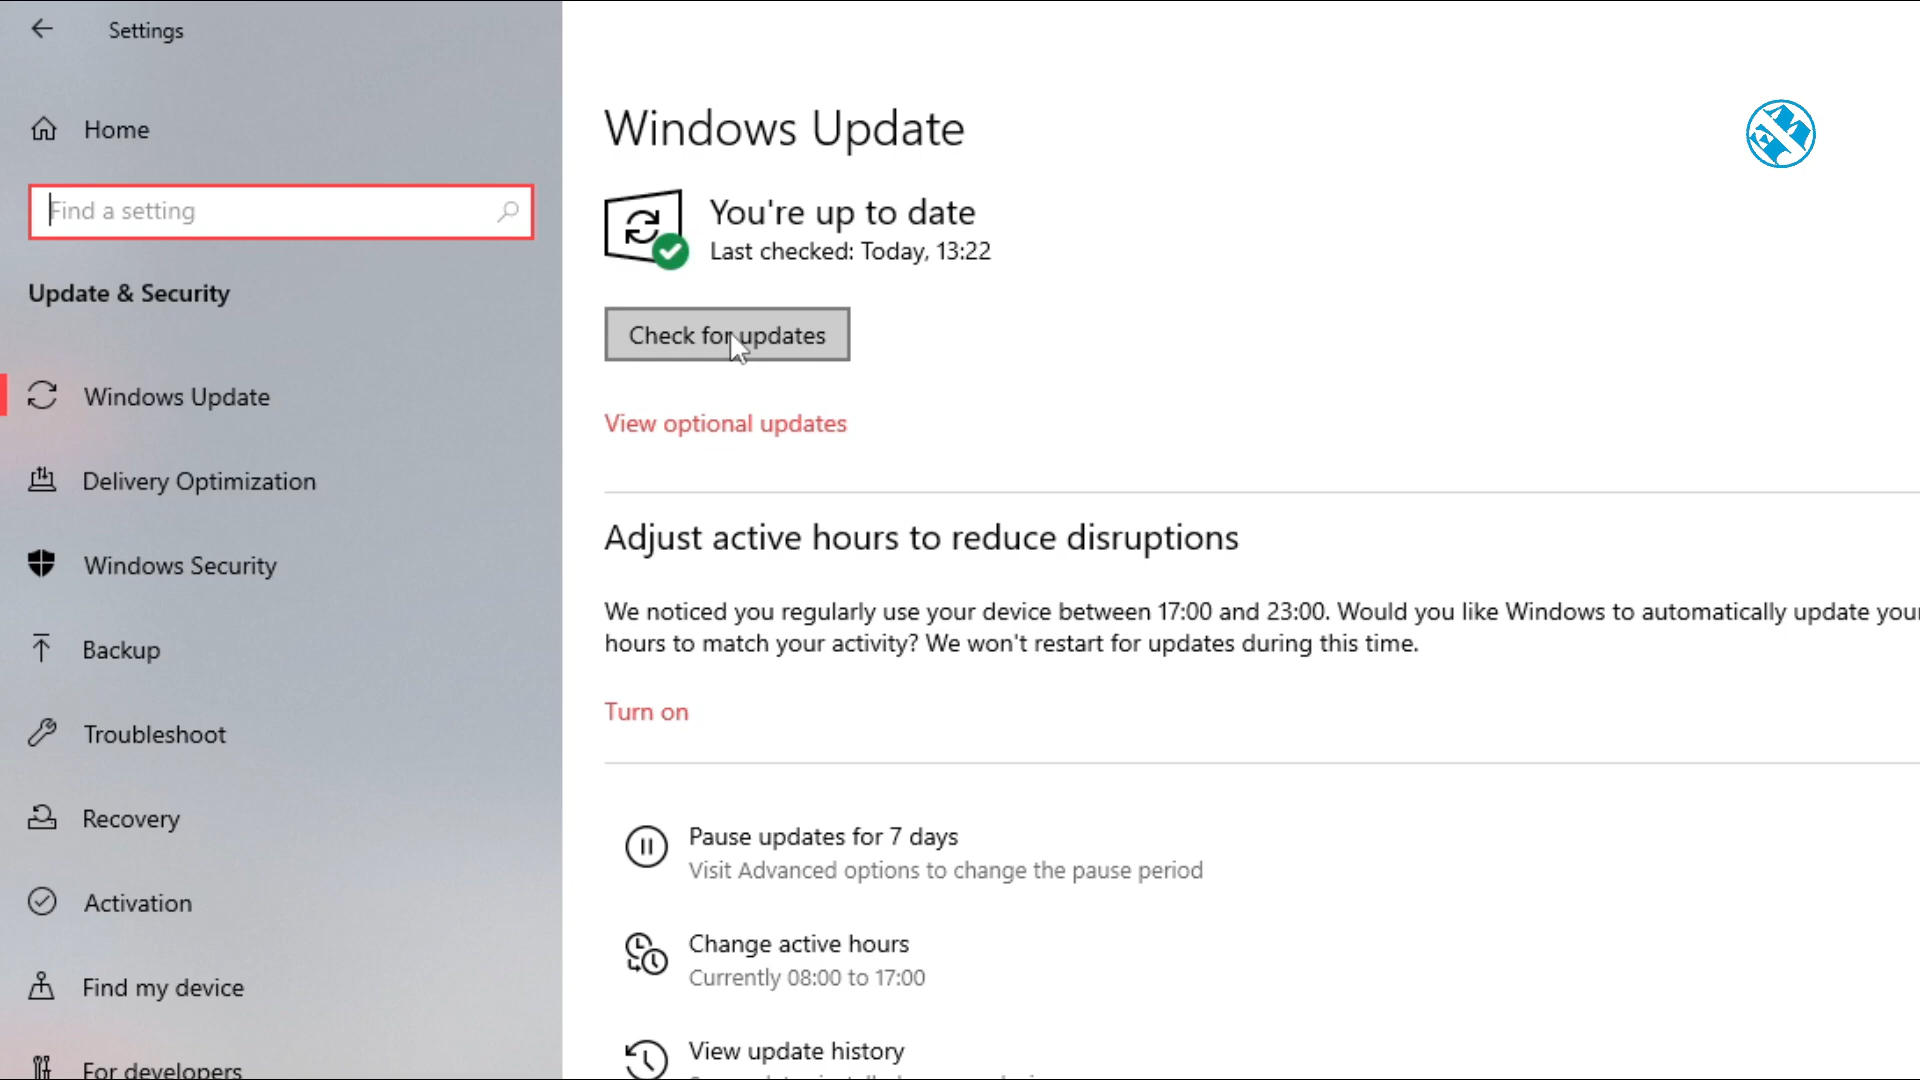 Settings
Home
Find a setting
Update & Security
Windows Update
Delivery Optimization
Windows Security
Backup
Troubleshoot
Recovery
Activation
Find my device
For developers
Windows Update
You're up to date
Last checked: Today, 13:22
Check for updates
View optional updates
Adjust active hours to reduce disruptions
We noticed you regularly use your device between 17:00 and 23:00. Would you like Windows to automatically update your
hours to match your activity? We won't restart for updates during this time.
Turn on
Pause updates for 7 days
Visit Advanced options to change the pause period
Change active hours
Currently 08:00 to 17:00
View update history